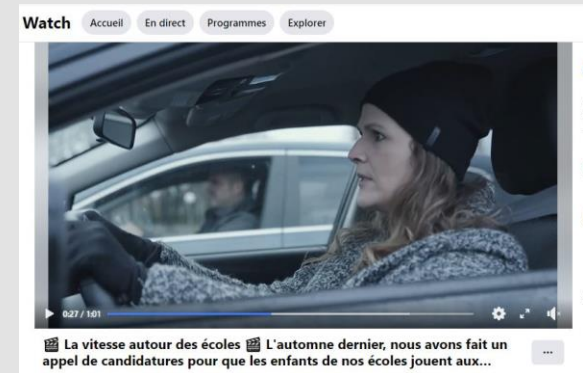 Watch Accueil En direct Programmes Explorer
0:27 / 1:01
🎬 La vitesse autour des écoles 🎬 L'automne dernier, nous avons fait un
appel de candidatures pour que les enfants de nos écoles jouent aux...